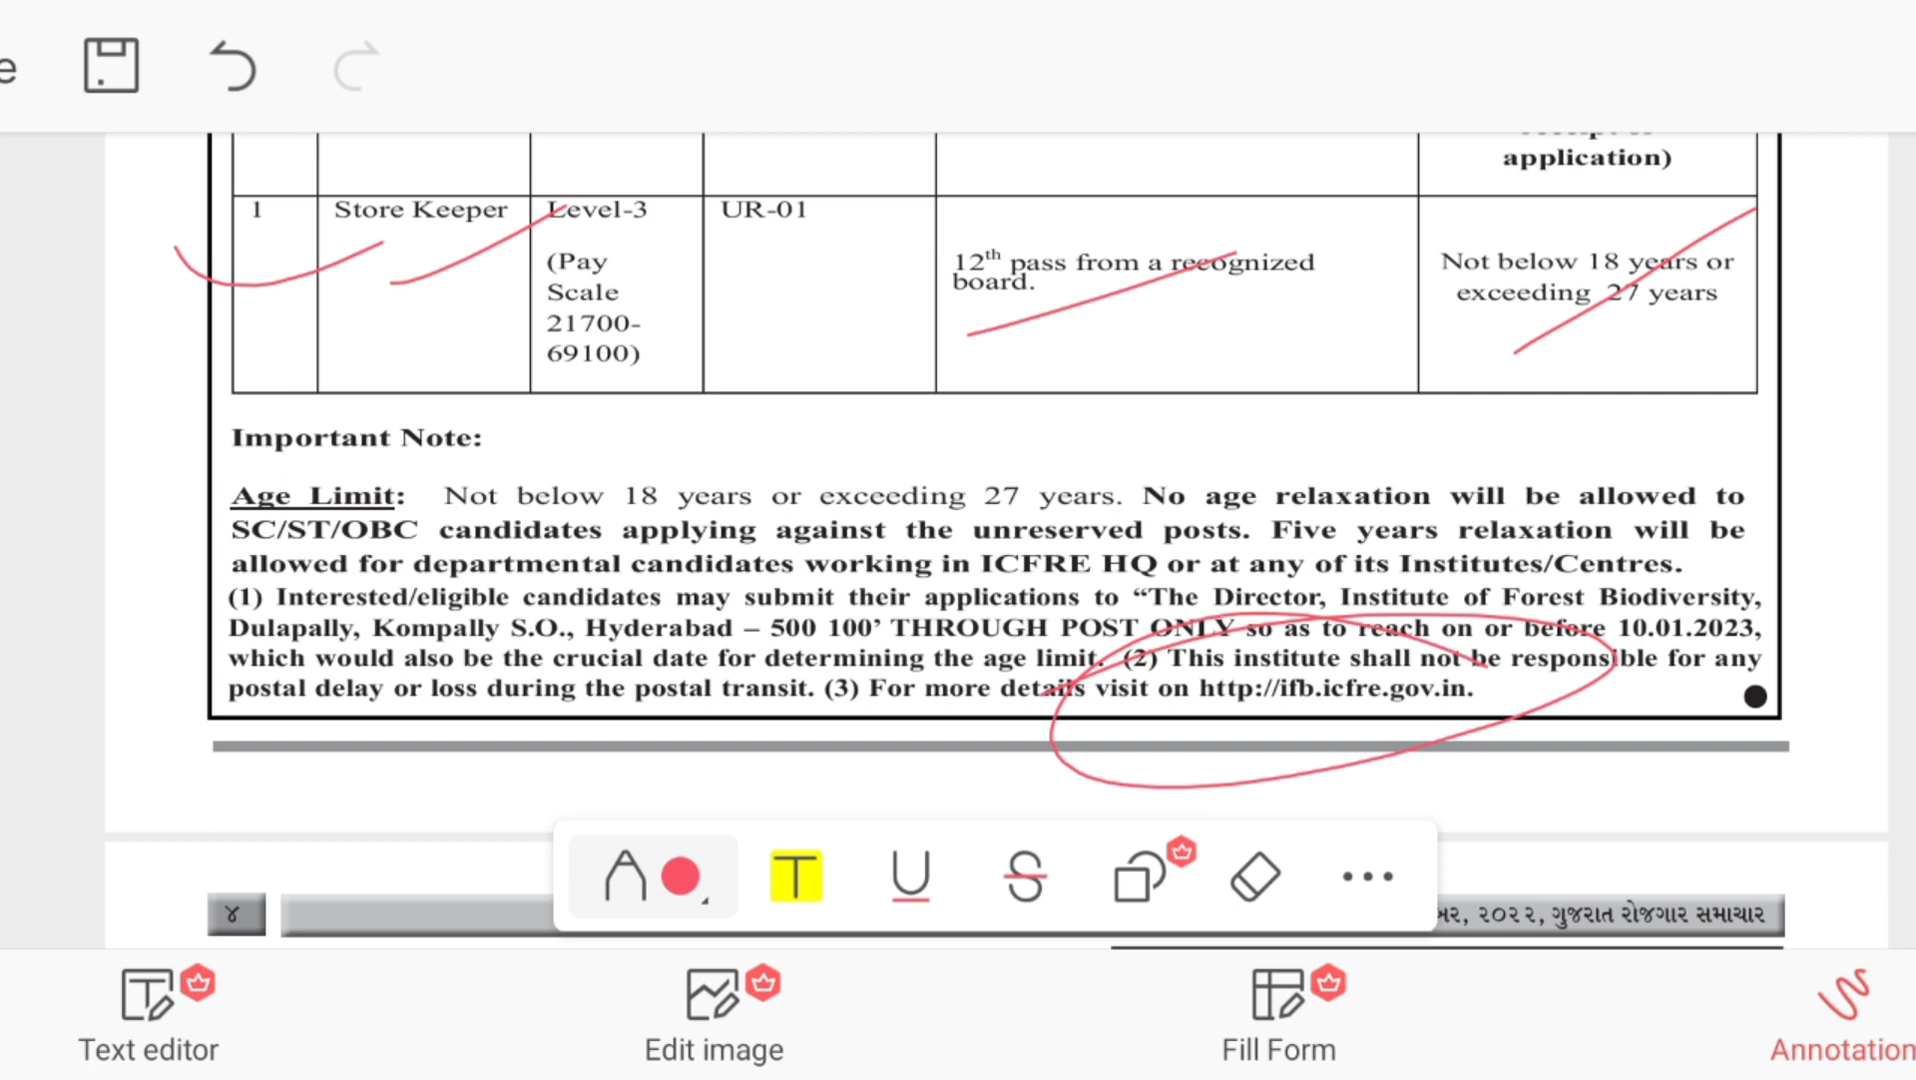 e
application)
1 Store Keeper Level-3 UR-01
(Pay
Scale
21700-
69100)
12th pass from a recognized
board.
Not below 18 years or
exceeding 27 years
Important Note:
Age Limit: Not below 18 years or exceeding 27 years. No age relaxation will be allowed to
SC/ST/OBC candidates applying against the unreserved posts. Five years relaxation will be
allowed for departmental candidates working in ICFRE HQ or at any of its Institutes/Centres.
(1) Interested/eligible candidates may submit their applications to “The Director, Institute of Forest Biodiversity,
Dulapally, Kompally S.O., Hyderabad – 500 100’ THROUGH POST ONLY so as to reach on or before 10.01.2023,
which would also be the crucial date for determining the age limit. (2) This institute shall not be responsible for any
postal delay or loss during the postal transit. (3) For more details visit on http://ifb.icfre.gov.in.
૪
, ૨૦૨૨, ગુજરાત રોજગાર સમાચાર
Text editor
Edit image
Fill Form
Annotation